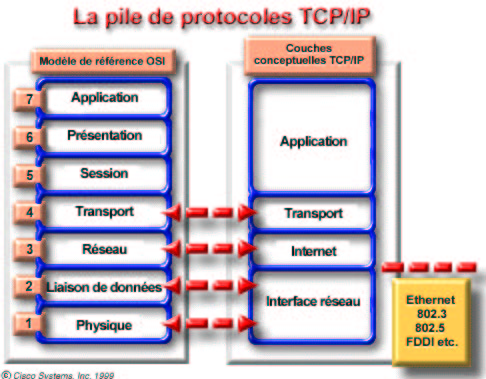 La pile de protocoles TCP/IP
Modèle de référence OSI
7 Application
6 Présentation
5 Session
4 Transport
3 Réseau
2 Liaison de données
1 Physique
Couches
conceptuelles TCP/IP
Application
Transport
Internet
Interface réseau
Ethernet
802.3
802.5
FDDI etc.
© Cisco Systems, Inc. 1999